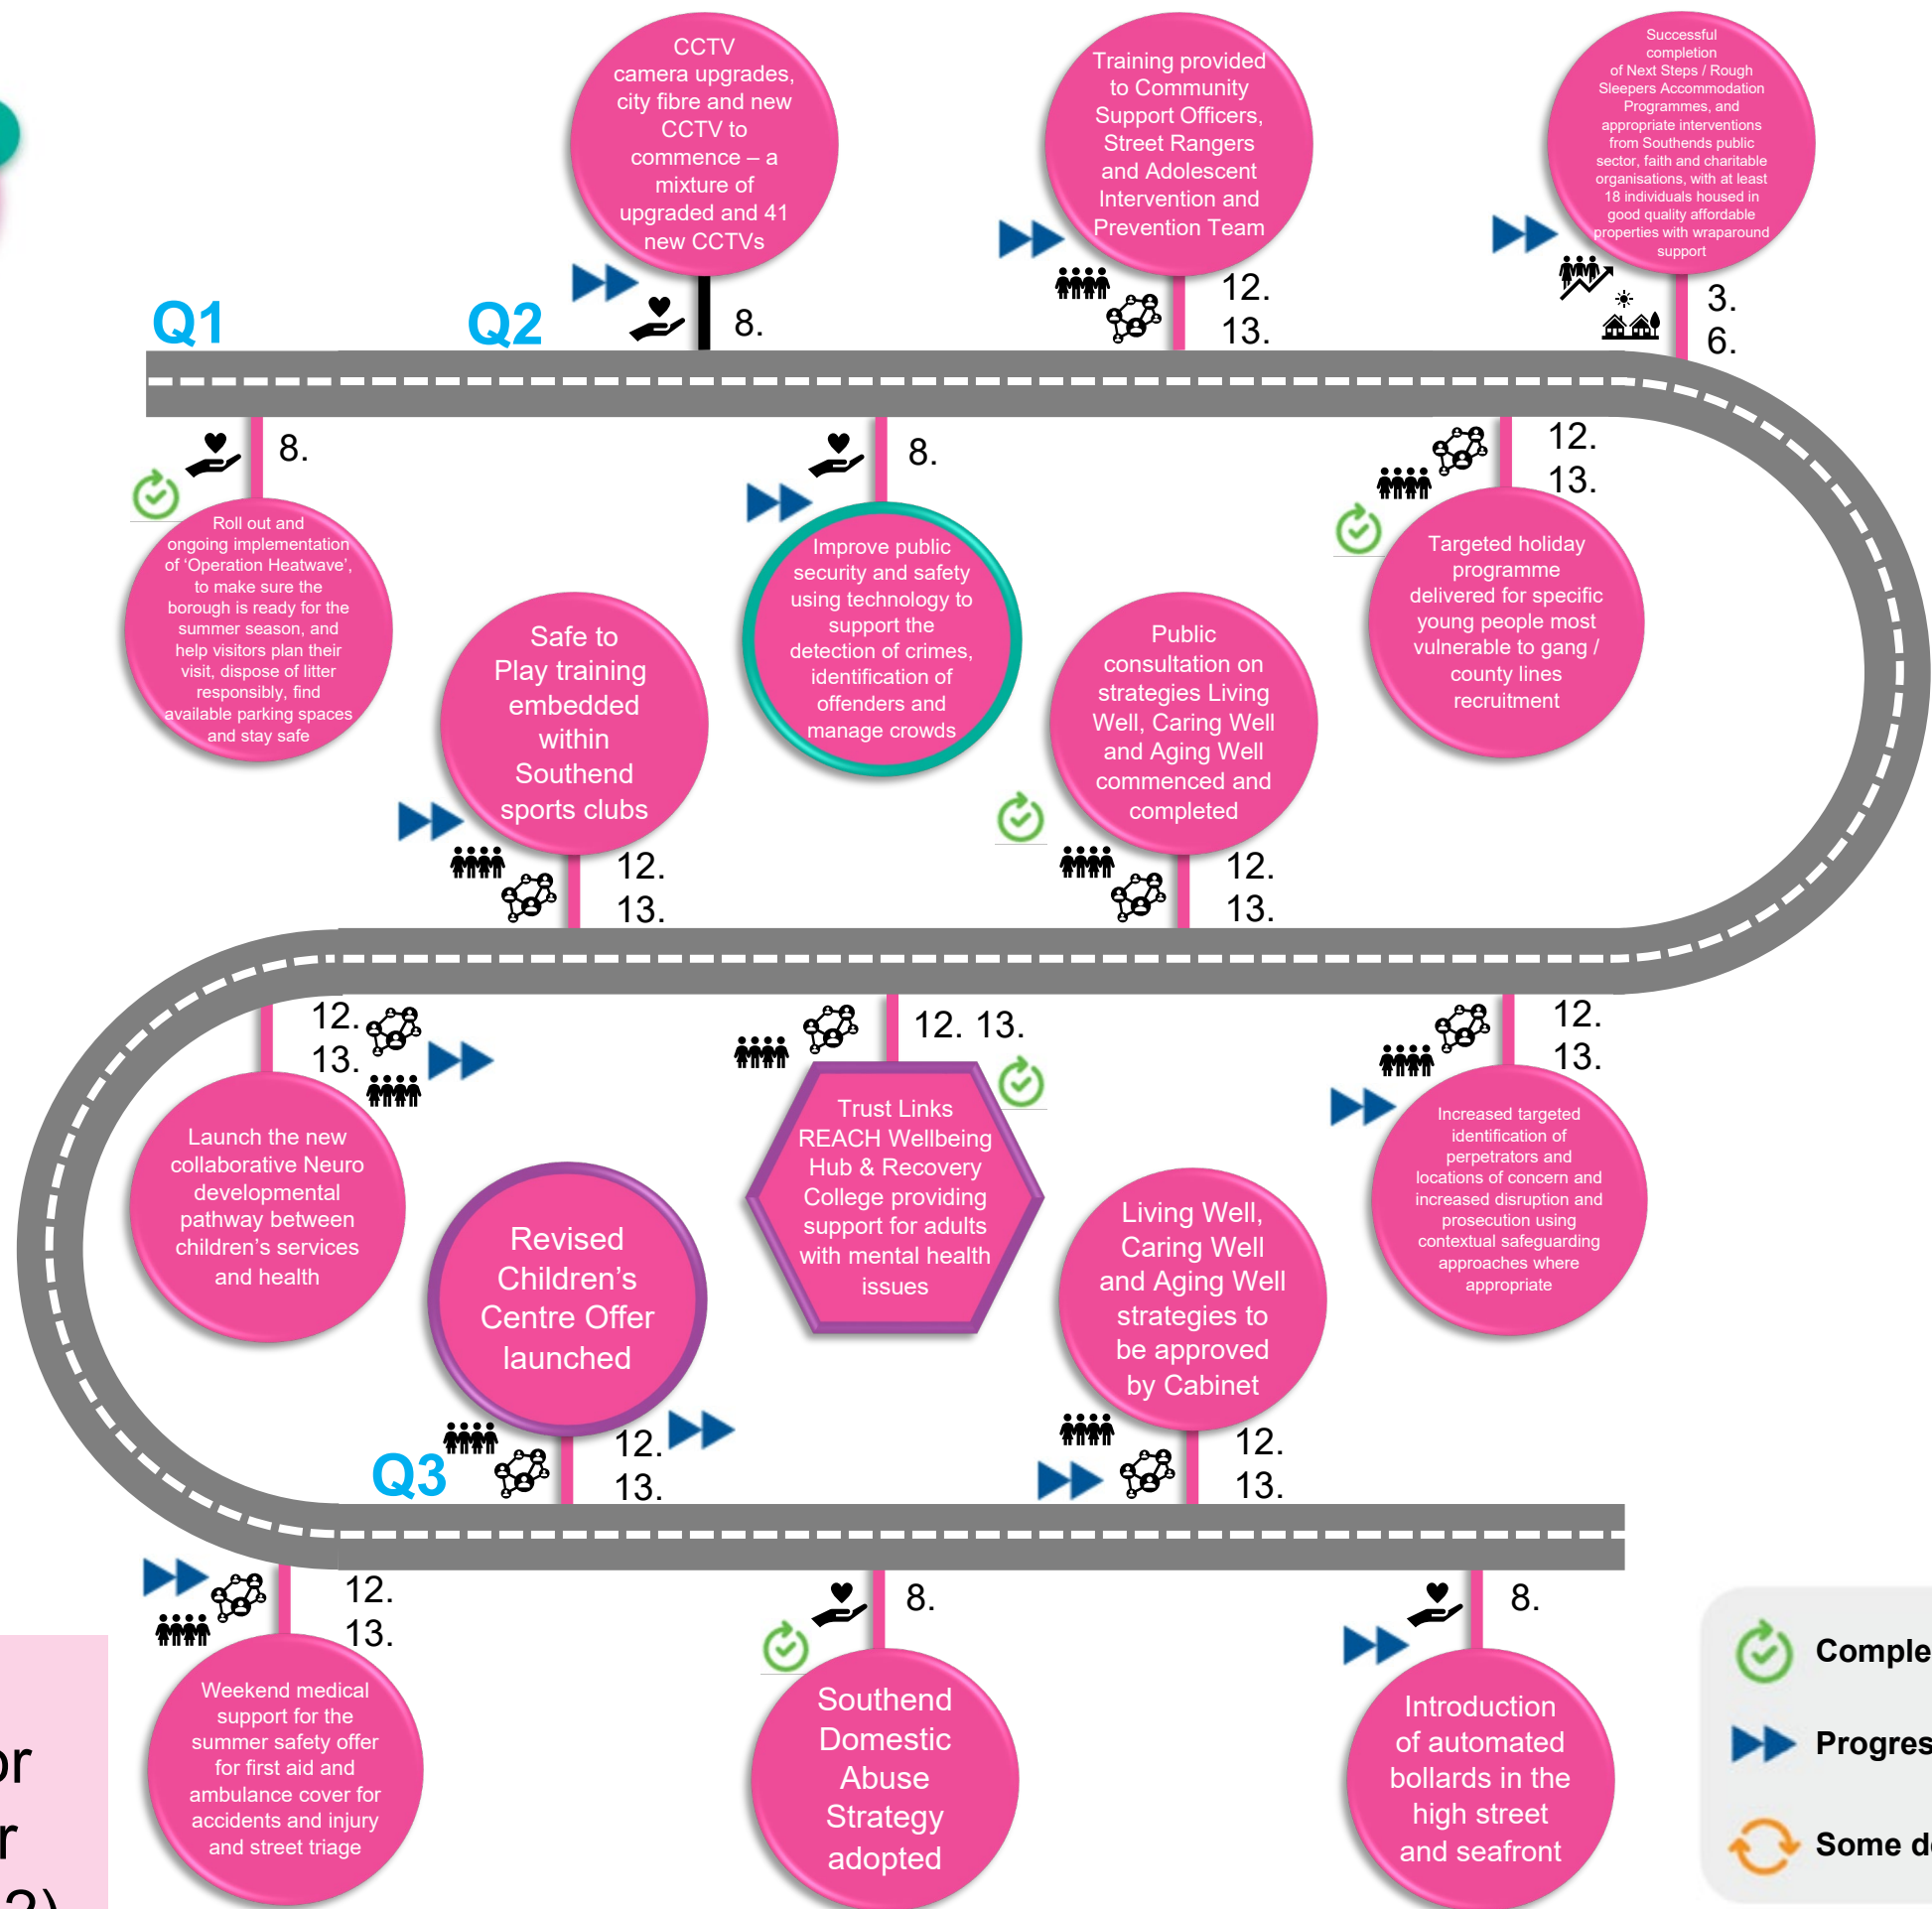 CCTV
camera upgrades,
city fibre and new
CCTV to
commence – a
mixture of
upgraded and 41
new CCTVs
Training provided
to Community
Support Officers,
Street Rangers
and Adolescent
Intervention and
Prevention Team
Successful
completion
of Next Steps / Rough
Sleepers Accommodation
Programmes, and
appropriate interventions
from Southends public
sector, faith and charitable
organisations, with at least
18 individuals housed in
good quality affordable
properties with wraparound
support
Q1
Q2
8.
12.
13.
3.
6.
8.
8.
12.
13.
Roll out and
ongoing implementation
of ‘Operation Heatwave’,
to make sure the
borough is ready for the
summer season, and
help visitors plan their
visit, dispose of litter
responsibly, find
available parking spaces
and stay safe
Safe to
Play training
embedded
within
Southend
sports clubs
Improve public
security and safety
using technology to
support the
detection of crimes,
identification of
offenders and
manage crowds
Public
consultation on
strategies Living
Well, Caring Well
and Aging Well
commenced and
completed
Targeted holiday
programme
delivered for specific
young people most
vulnerable to gang /
county lines
recruitment
12.
13.
12.
13.
12.
13.
12. 13.
12.
13.
Launch the new
collaborative Neuro
developmental
pathway between
children’s services
and health
Revised
Children’s
Centre Offer
launched
Trust Links
REACH Wellbeing
Hub & Recovery
College providing
support for adults
with mental health
issues
Living Well,
Caring Well
and Aging Well
strategies to
be approved
by Cabinet
Increased targeted
identification of
perpetrators and
locations of concern and
increased disruption and
prosecution using
contextual safeguarding
approaches where
appropriate
Q3
12.
13.
12.
13.
12.
13.
8.
8.
Weekend medical
support for the
summer safety offer
for first aid and
ambulance cover for
accidents and injury
and street triage
Southend
Domestic
Abuse
Strategy
adopted
Introduction
of automated
bollards in the
high street
and seafront